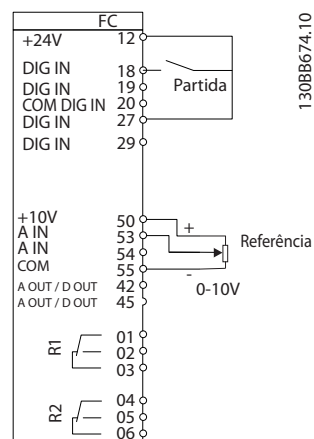 FC
+24V 12
DIG IN 18
DIG IN 19
COM DIG IN 20
DIG IN 27
DIG IN 29
Partida
+10V 50
A IN 53
A IN 54
COM 55
A OUT / D OUT 42
A OUT / D OUT 45
+
-
Referência
0-10V
R1
01
02
03
R2
04
05
06
130BB674.10